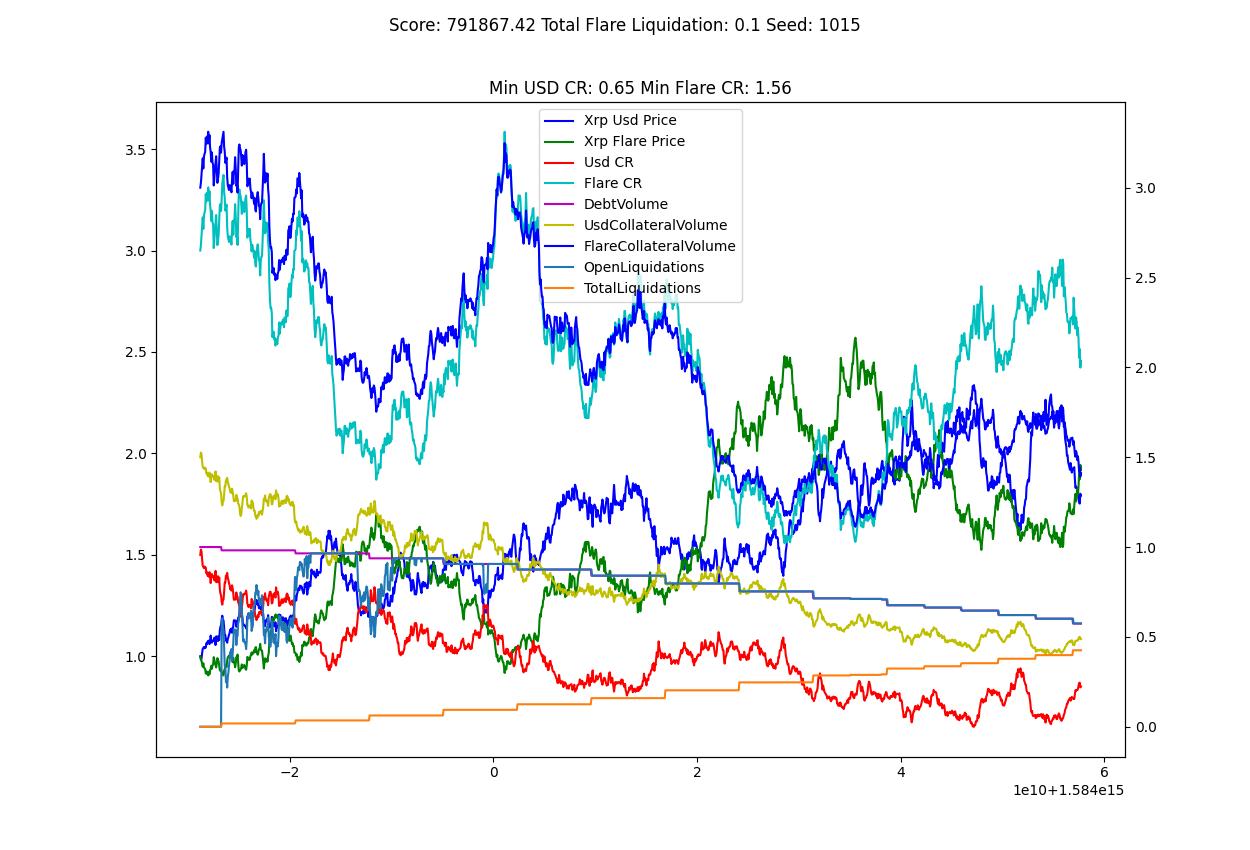 Score: 791867.42 Total Flare Liquidation: 0.1 Seed: 1015
Min USD CR: 0.65 Min Flare CR: 1.56
Xrp Usd Price
Xrp Flare Price
Usd CR
Flare CR
DebtVolume
UsdCollateralVolume
FlareCollateralVolume
OpenLiquidations
TotalLiquidations
3.5
3.0
2.5
2.0
1.5
1.0
3.0
2.5
2.0
1.5
1.0
0.5
0.0
−2 0 2 4 6
1e10+1.584e15